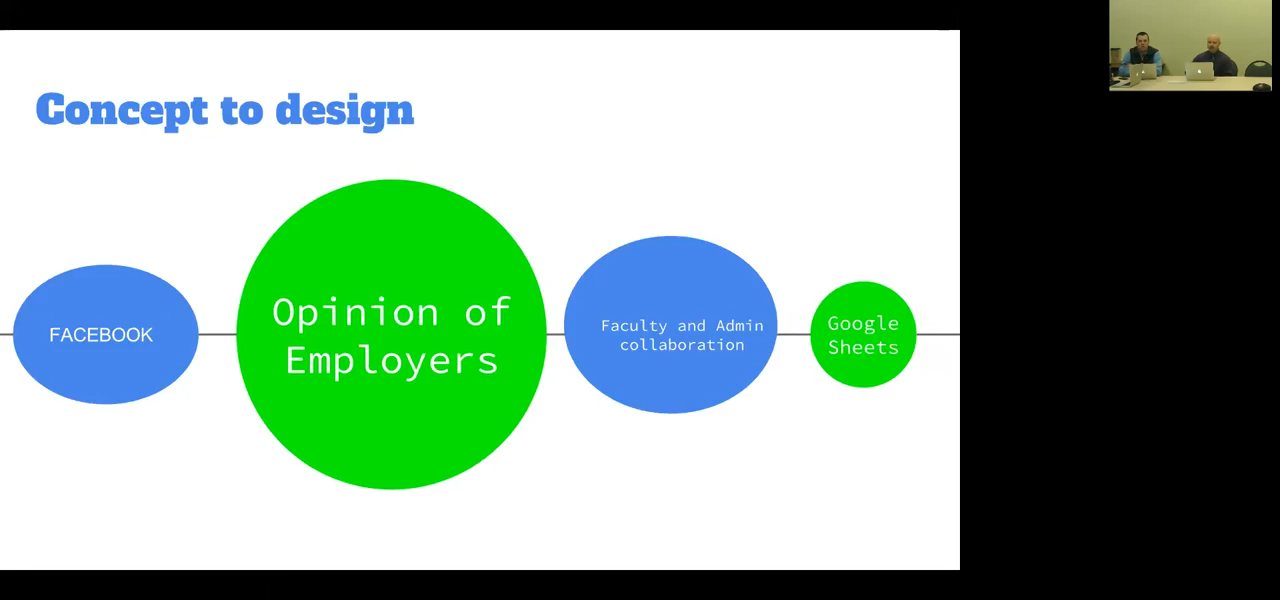 Concept to design
FACEBOOK
Opinion of
Employers
Faculty and Admin
collaboration
Google
Sheets